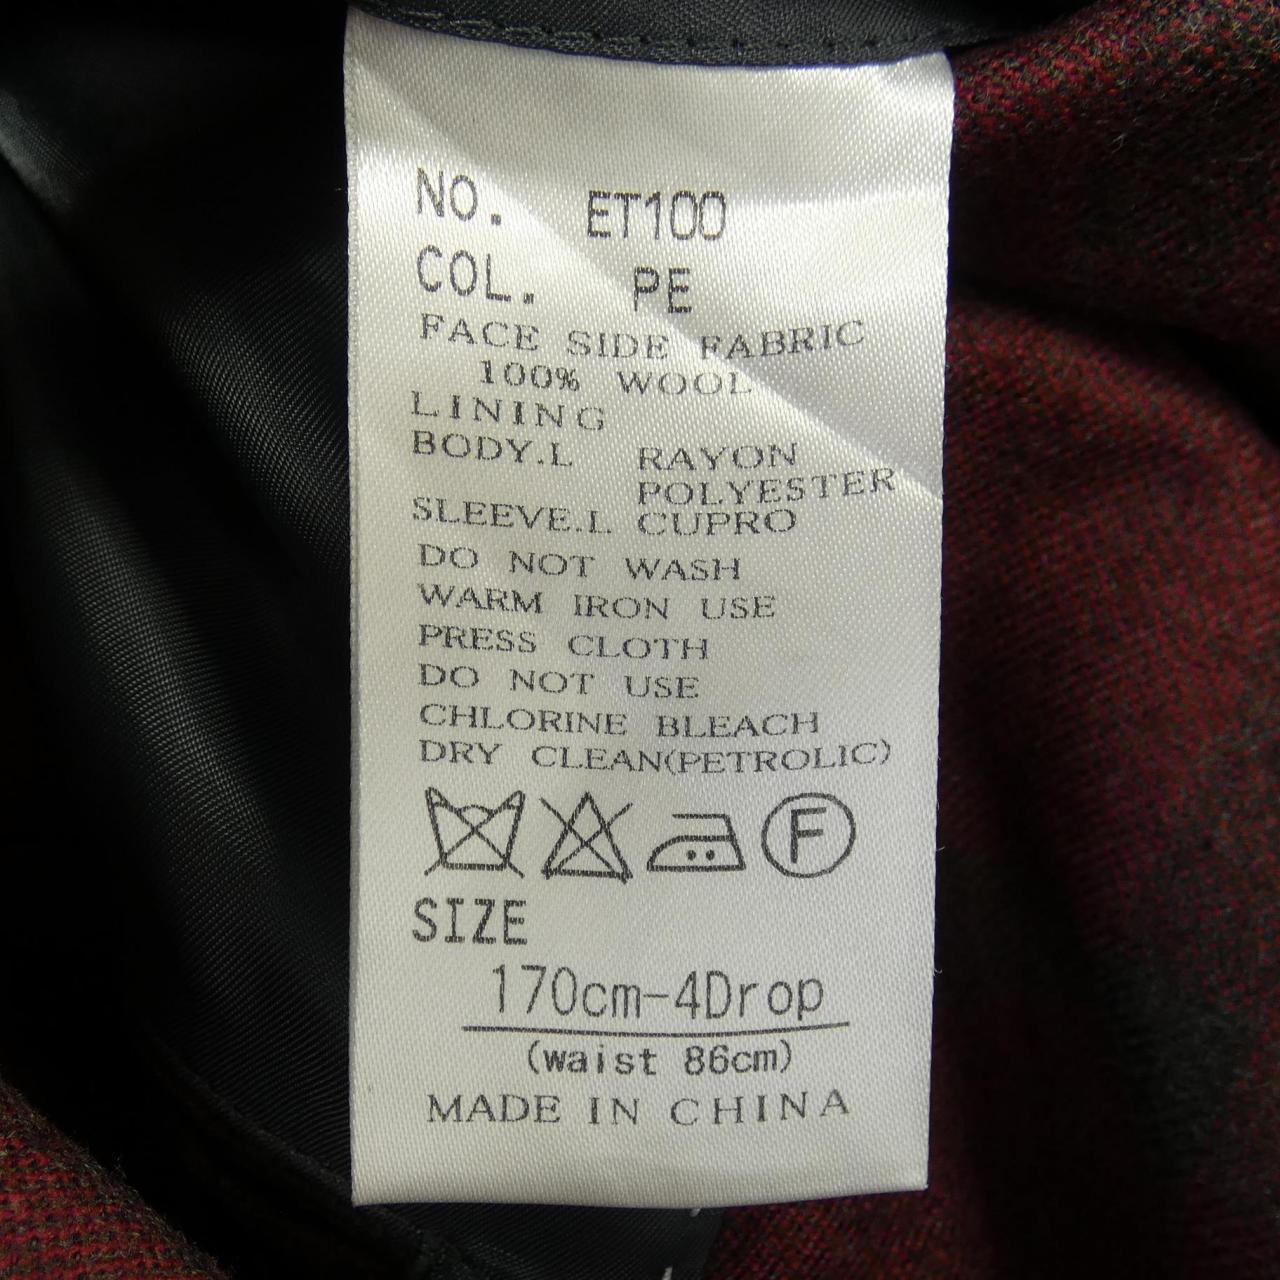 NO. ET100
COL. PE
FACE SIDE FABRIC
100% WOOL
LINING
BODY.L RAYON
POLYESTER
SLEEVE.L CUPRO
DO NOT WASH
WARM IRON USE
PRESS CLOTH
DO NOT USE
CHLORINE BLEACH
DRY CLEAN(PETROLIC)
F
SIZE
170cm-4Drop
(waist 86cm)
MADE IN CHINA